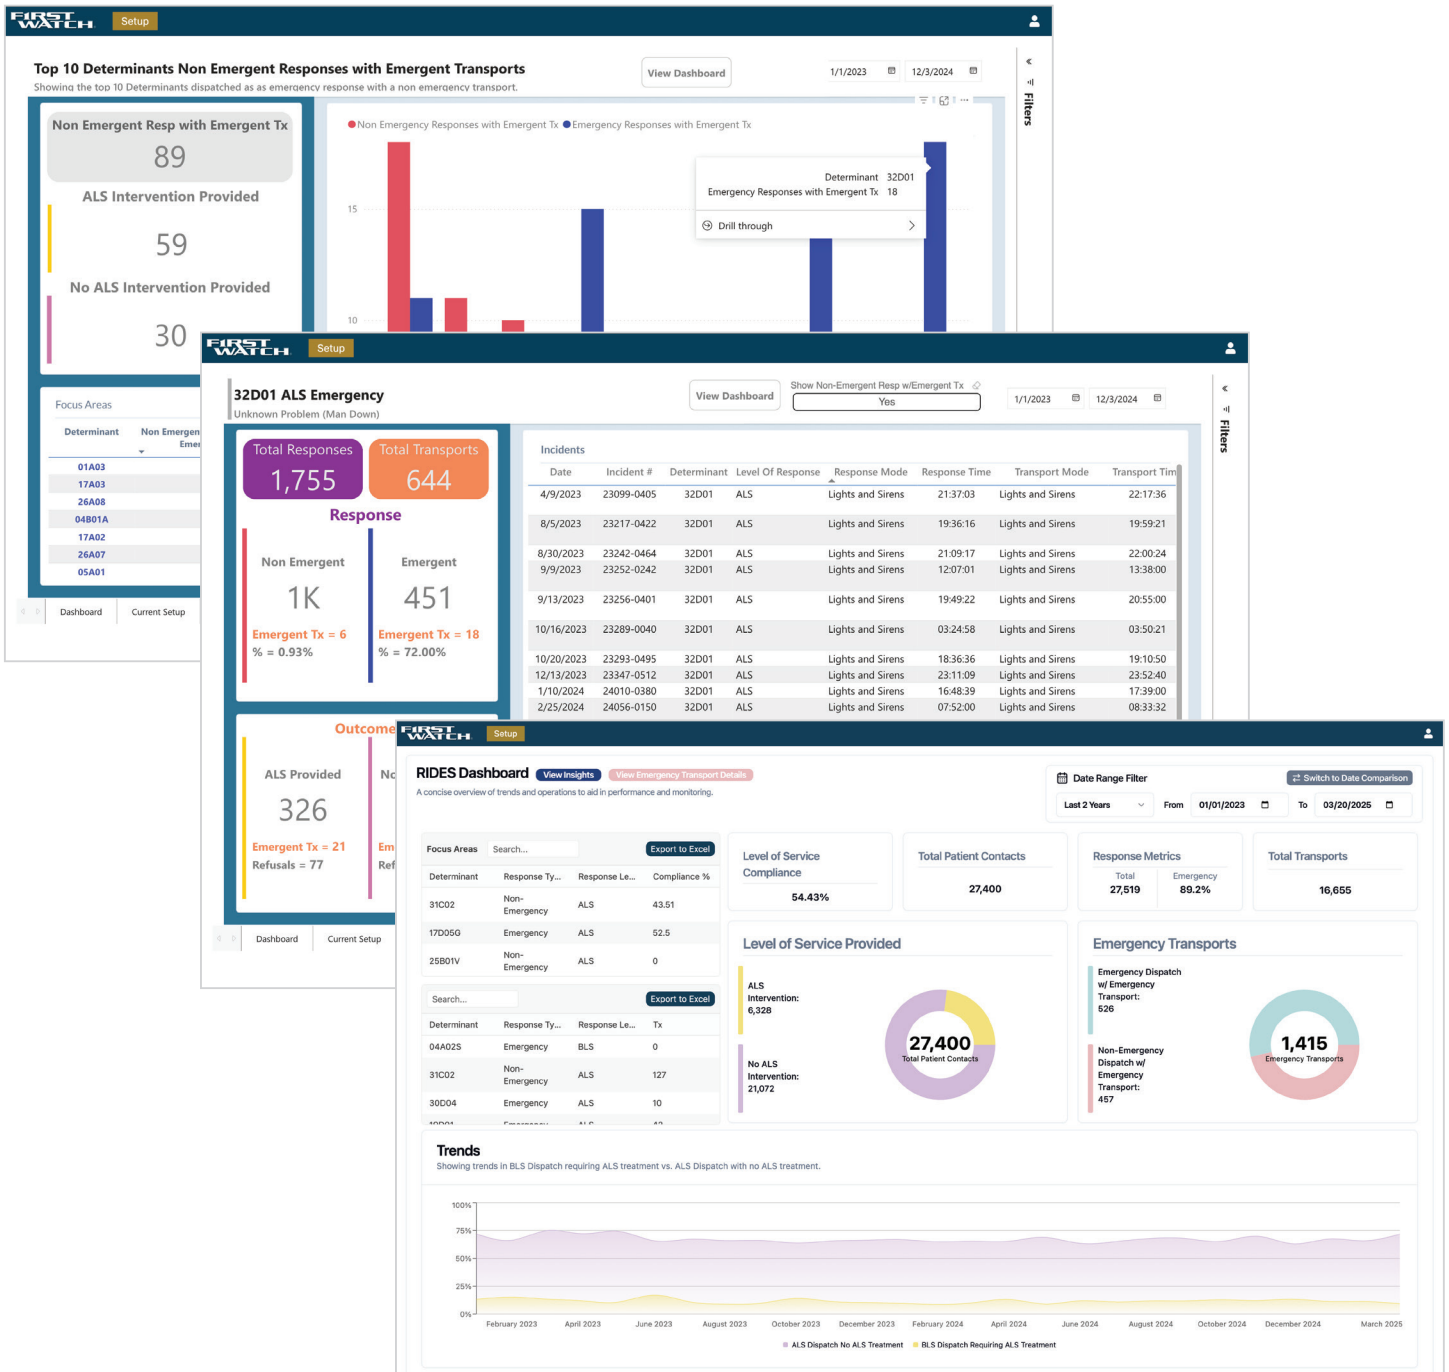 FIRST WATCH Setup
Top 10 Determinants Non Emergent Responses with Emergent Transports
Showing the top 10 Determinants dispatched as as emergency response with a non emergency transport.
View Dashboard
1/1/2023 12/3/2024
Filters
Non Emergent Resp with Emergent Tx
89
ALS Intervention Provided
59
No ALS Intervention Provided
30
Non Emergency Responses with Emergent Tx Emergency Responses with Emergent Tx
15
10
Determinant 32D01
Emergency Responses with Emergent Tx 18
Drill through
Focus Areas
Determinant Non Emergen
Emer
01A03
17A03
26A08
04B01A
17A02
26A07
05A01
Dashboard Current Setup
FIRST WATCH Setup
32D01 ALS Emergency
Unknown Problem (Man Down)
View Dashboard
Show Non-Emergent Resp w/Emergent Tx
Yes
1/1/2023 12/3/2024
Filters
Total Responses Total Transports
1,755 644
Response
Non Emergent Emergent
1K 451
Emergent Tx = 6 Emergent Tx = 18
% = 0.93% % = 72.00%
Outcome
ALS Provided No
326
Emergent Tx = 21 Em
Refusals = 77 Ref
Incidents
Date Incident # Determinant Level Of Response Response Mode Response Time Transport Mode Transport Tim
4/9/2023 23099-0405 32D01 ALS Lights and Sirens 21:37:03 Lights and Sirens 22:17:36
8/5/2023 23217-0422 32D01 ALS Lights and Sirens 19:36:16 Lights and Sirens 19:59:21
8/30/2023 23242-0464 32D01 ALS Lights and Sirens 21:09:17 Lights and Sirens 22:00:24
9/9/2023 23252-0242 32D01 ALS Lights and Sirens 12:07:01 Lights and Sirens 13:38:00
9/13/2023 23256-0401 32D01 ALS Lights and Sirens 19:49:22 Lights and Sirens 20:55:00
10/16/2023 23289-0040 32D01 ALS Lights and Sirens 03:24:58 Lights and Sirens 03:50:21
10/20/2023 23293-0495 32D01 ALS Lights and Sirens 18:36:36 Lights and Sirens 19:10:50
12/13/2023 23347-0512 32D01 ALS Lights and Sirens 23:11:09 Lights and Sirens 23:52:40
1/10/2024 24010-0380 32D01 ALS Lights and Sirens 16:48:39 Lights and Sirens 17:39:00
2/25/2024 24056-0150 32D01 ALS Lights and Sirens 07:52:00 Lights and Sirens 08:33:32
Dashboard Current Setup
FIRST WATCH Setup
RIDES Dashboard View Insights View Emergency Transport Details
A concise overview of trends and operations to aid in performance and monitoring.
Date Range Filter Switch to Date Comparison
Last 2 Years From 01/01/2023 To 03/20/2025
Focus Areas Search... Export to Excel
Determinant Response Ty... Response Le... Compliance %
31C02 Non-Emergency ALS 43.51
17D05G Emergency ALS 52.5
25B01V Non-Emergency ALS 0
Search... Export to Excel
Determinant Response Ty... Response Le... Tx
04A02S Emergency BLS 0
31C02 Non-Emergency ALS 127
30D04 Emergency ALS 10
Level of Service
Compliance
54.43%
Total Patient Contacts
27,400
Response Metrics
Total Emergency
27,519 89.2%
Total Transports
16,655
Level of Service Provided
ALS
Intervention:
6,328
No ALS
Intervention:
21,072
27,400
Total Patient Contacts
Emergency Transports
Emergency Dispatch
w/ Emergency
Transport:
526
Non-Emergency
Dispatch w/
Emergency
Transport:
457
1,415
Emergency Transports
Trends
Showing trends in BLS Dispatch requiring ALS treatment vs. ALS Dispatch with no ALS treatment.
100%
75%
50%
25%
0%
February 2023 April 2023 June 2023 August 2023 October 2023 December 2023 February 2024 April 2024 June 2024 August 2024 October 2024 December 2024 March 2025
ALS Dispatch No ALS Treatment BLS Dispatch Requiring ALS Treatment